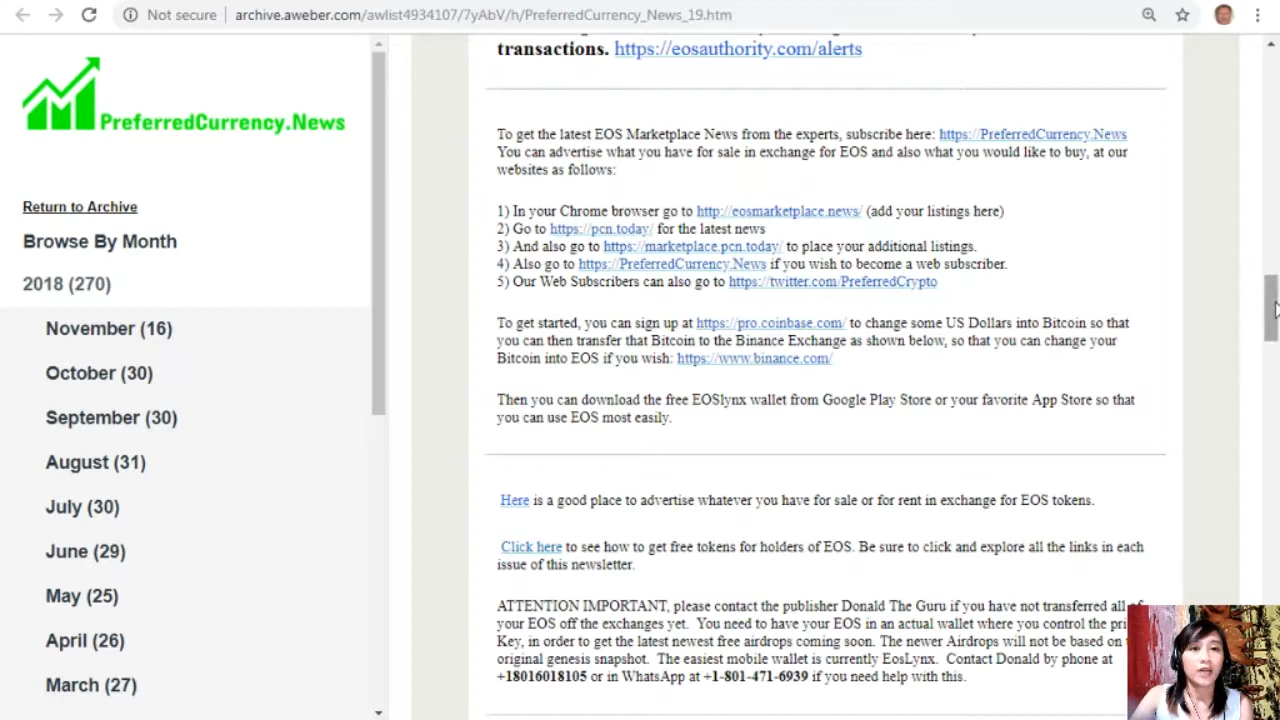 Not secure
archive.aweber.com/awlist4934107/7yAbV/h/PreferredCurrency_News_19.htm
PreferredCurrency.News
Return to Archive
Browse By Month
2018 (270)
November (16)
October (30)
September (30)
August (31)
July (30)
June (29)
May (25)
April (26)
March (27)
transactions. https://eosauthority.com/alerts
To get the latest EOS Marketplace News from the experts, subscribe here: https://PreferredCurrency.News
You can advertise what you have for sale in exchange for EOS and also what you would like to buy, at our
websites as follows:
1) In your Chrome browser go to http://eosmarketplace.news/ (add your listings here)
2) Go to https://pcn.today/ for the latest news
3) And also go to https://marketplace.pcn.today/ to place your additional listings.
4) Also go to https://PreferredCurrency.News if you wish to become a web subscriber.
5) Our Web Subscribers can also go to https://twitter.com/PreferredCrypto
To get started, you can sign up at https://pro.coinbase.com/ to change some US Dollars into Bitcoin so that
you can then transfer that Bitcoin to the Binance Exchange as shown below, so that you can change your
Bitcoin into EOS if you wish: https://www.binance.com/
Then you can download the free EOSlynx wallet from Google Play Store or your favorite App Store so that
you can use EOS most easily.
Here is a good place to advertise whatever you have for sale or for rent in exchange for EOS tokens.
Click here to see how to get free tokens for holders of EOS. Be sure to click and explore all the links in each
issue of this newsletter.
ATTENTION IMPORTANT, please contact the publisher Donald The Guru if you have not transferred all of
your EOS off the exchanges yet. You need to have your EOS in an actual wallet where you control the
Key, in order to get the latest newest free airdrops coming soon. The newer Airdrops will not be based on
original genesis snapshot. The easiest mobile wallet is currently EosLynx. Contact Donald by phone at
+18016018105 or in WhatsApp at +1-801-471-6939 if you need help with this.